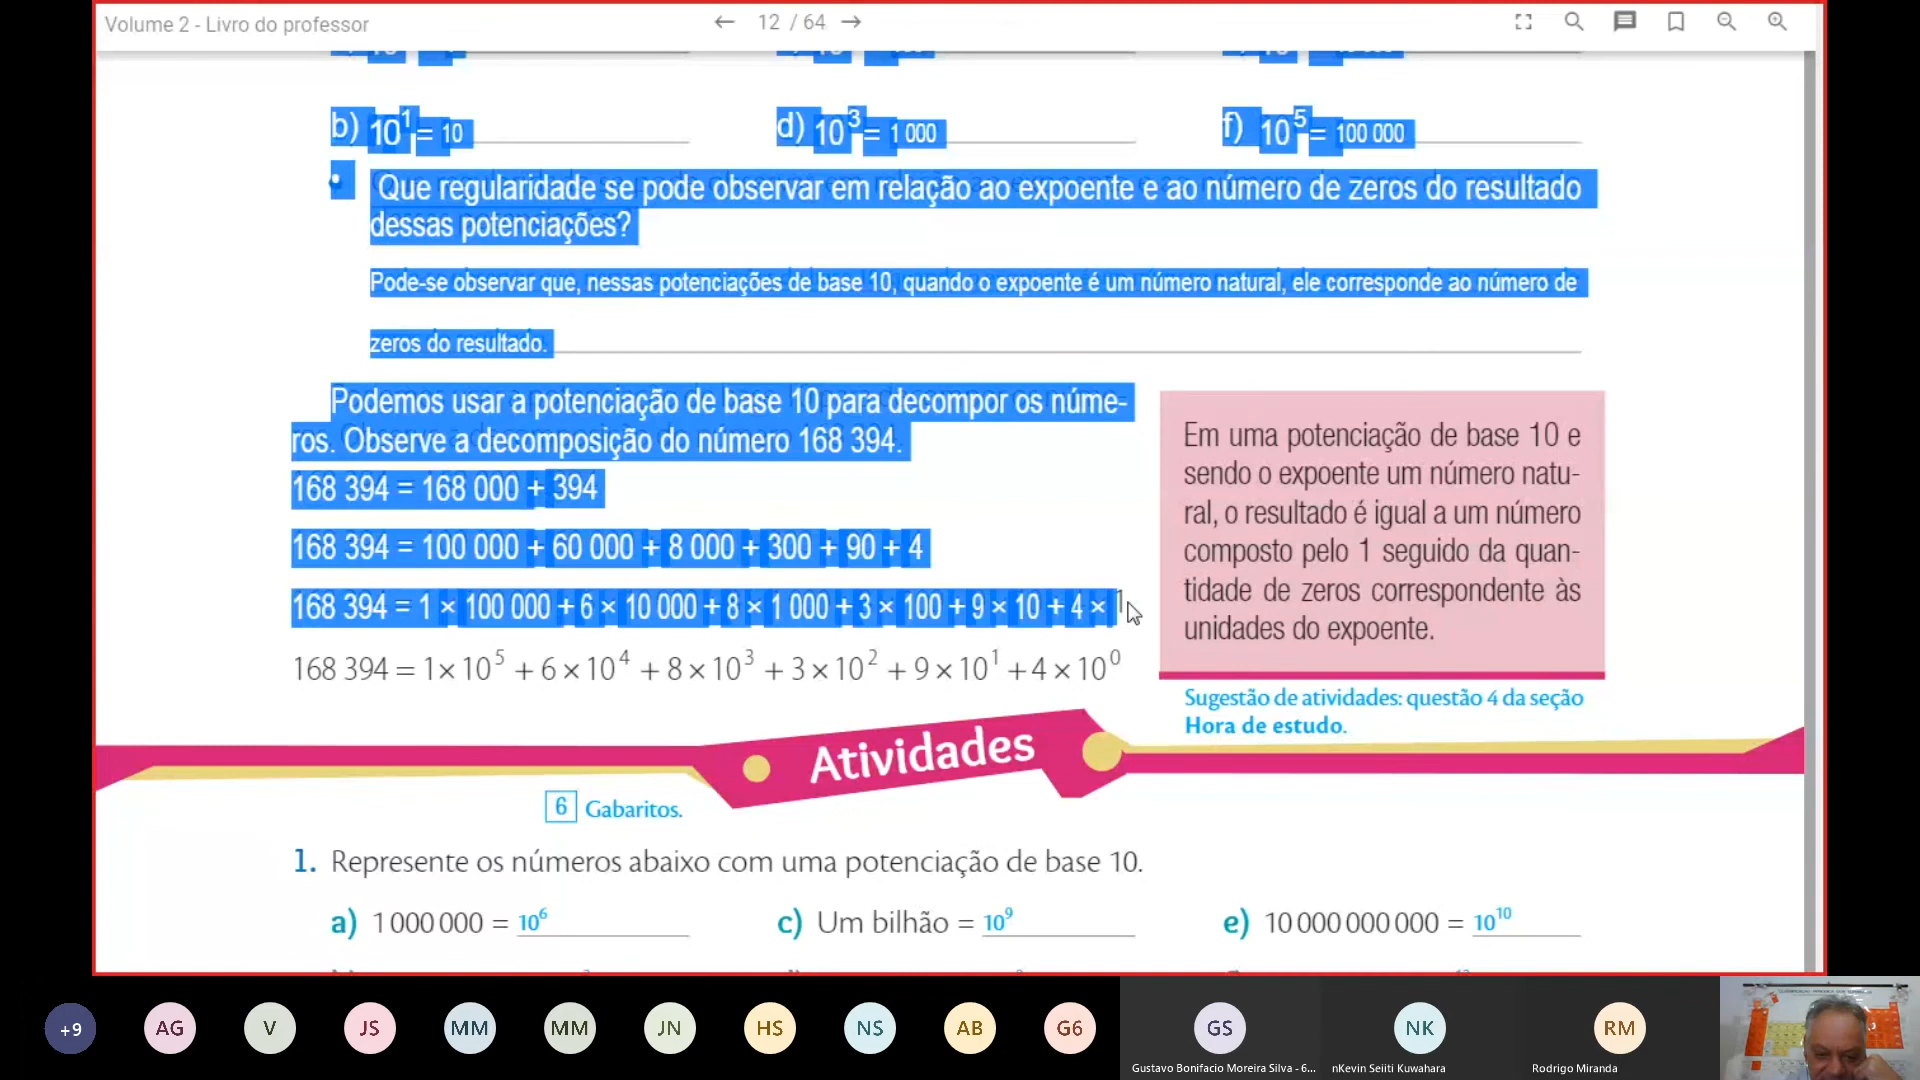 Volume 2 - Livro do professor
12 / 64
b) 10¹ = 10
d) 10³ = 1 000
f) 10⁵ = 100 000
• Que regularidade se pode observar em relação ao expoente e ao número de zeros do resultado
dessas potenciações?
Pode-se observar que, nessas potenciações de base 10, quando o expoente é um número natural, ele corresponde ao número de
zeros do resultado.
Podemos usar a potenciação de base 10 para decompor os núme-
ros. Observe a decomposição do número 168 394.
168 394 = 168 000 + 394
168 394 = 100 000 + 60 000 + 8 000 + 300 + 90 + 4
168 394 = 1 × 100 000 + 6 × 10 000 + 8 × 1 000 + 3 × 100 + 9 × 10 + 4 × 1
168 394 = 1 × 10⁵ + 6 × 10⁴ + 8 × 10³ + 3 × 10² + 9 × 10¹ + 4 × 10⁰
Em uma potenciação de base 10 e
sendo o expoente um número natu-
ral, o resultado é igual a um número
composto pelo 1 seguido da quan-
tidade de zeros correspondente às
unidades do expoente.
Sugestão de atividades: questão 4 da seção
Hora de estudo.
Atividades
6 Gabaritos.
1. Represente os números abaixo com uma potenciação de base 10.
a) 1 000 000 = 10⁶
c) Um bilhão = 10⁹
e) 10 000 000 000 = 10¹⁰
+9
AG
V
JS
MM
MM
JN
HS
NS
AB
G6
GS
NK
RM
Gustavo Bonifacio Moreira Silva - 6...
nKevin Seiiti Kuwahara
Rodrigo Miranda